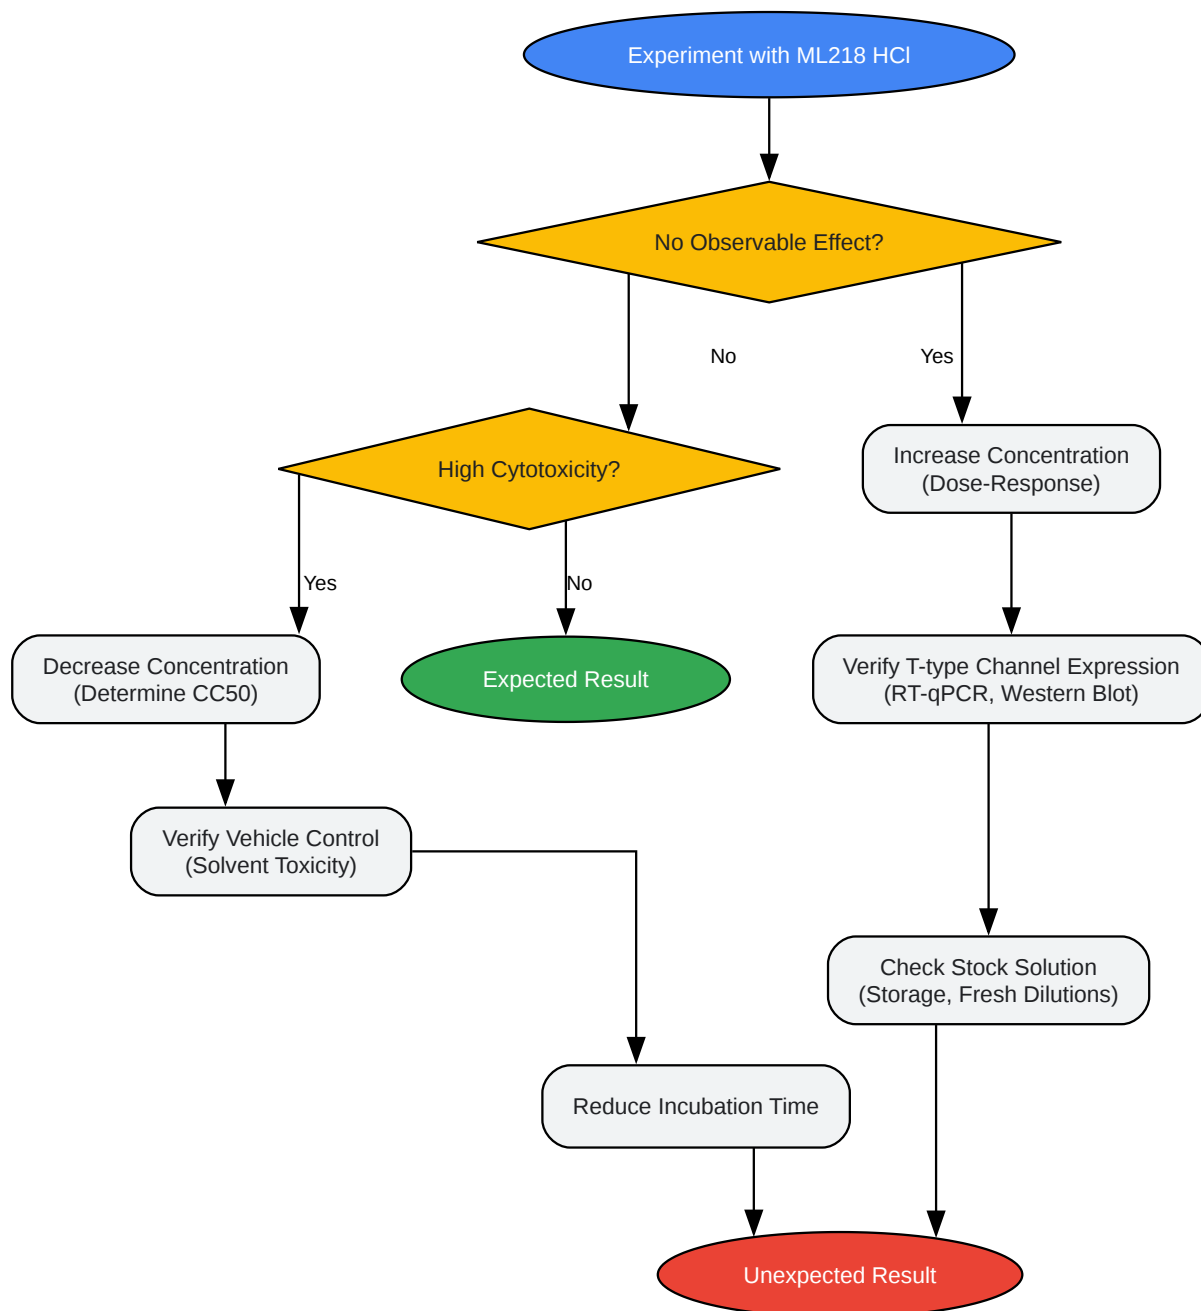 Experiment with ML218 HCl
No Observable Effect?
No
Yes
High Cytotoxicity?
Increase Concentration
(Dose-Response)
Yes
No
Decrease Concentration
(Determine CC50)
Expected Result
Verify T-type Channel Expression
(RT-qPCR, Western Blot)
Verify Vehicle Control
(Solvent Toxicity)
Check Stock Solution
(Storage, Fresh Dilutions)
Reduce Incubation Time
Unexpected Result